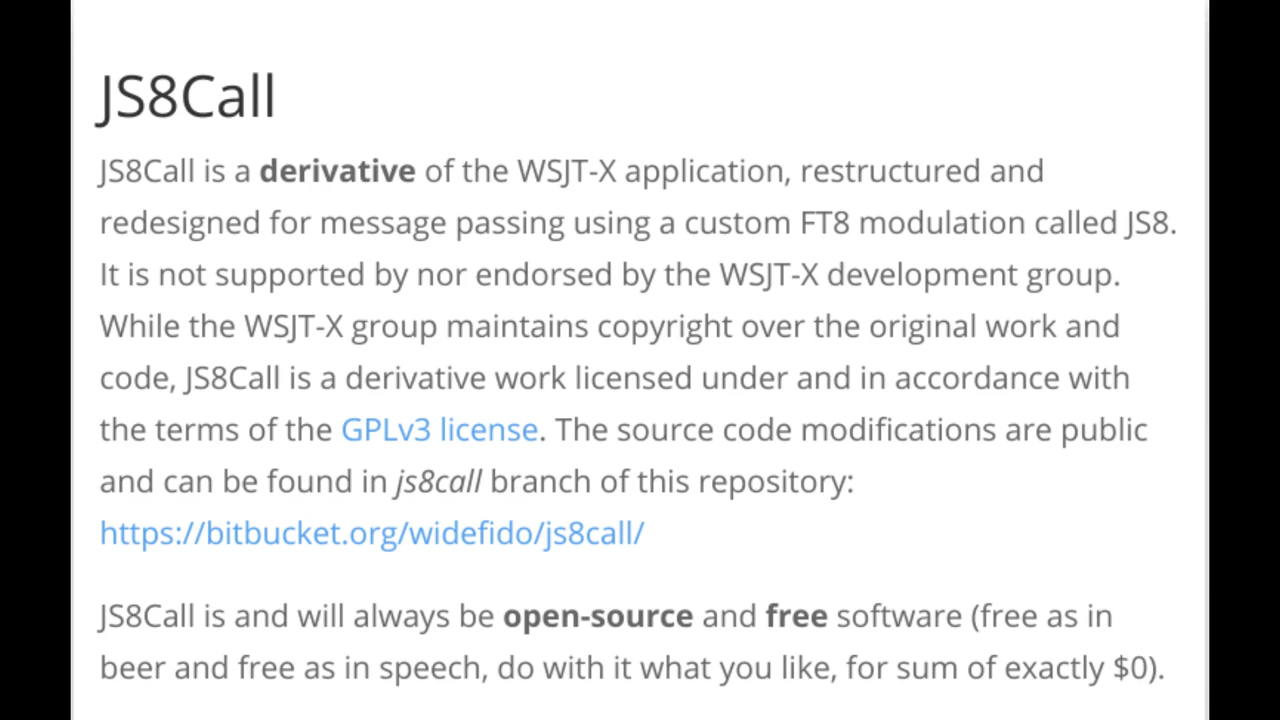 JS8Call
JS8Call is a derivative of the WSJT-X application, restructured and
redesigned for message passing using a custom FT8 modulation called JS8.
It is not supported by nor endorsed by the WSJT-X development group.
While the WSJT-X group maintains copyright over the original work and
code, JS8Call is a derivative work licensed under and in accordance with
the terms of the GPLv3 license. The source code modifications are public
and can be found in js8call branch of this repository:
https://bitbucket.org/widefido/js8call/
JS8Call is and will always be open-source and free software (free as in
beer and free as in speech, do with it what you like, for sum of exactly $0).